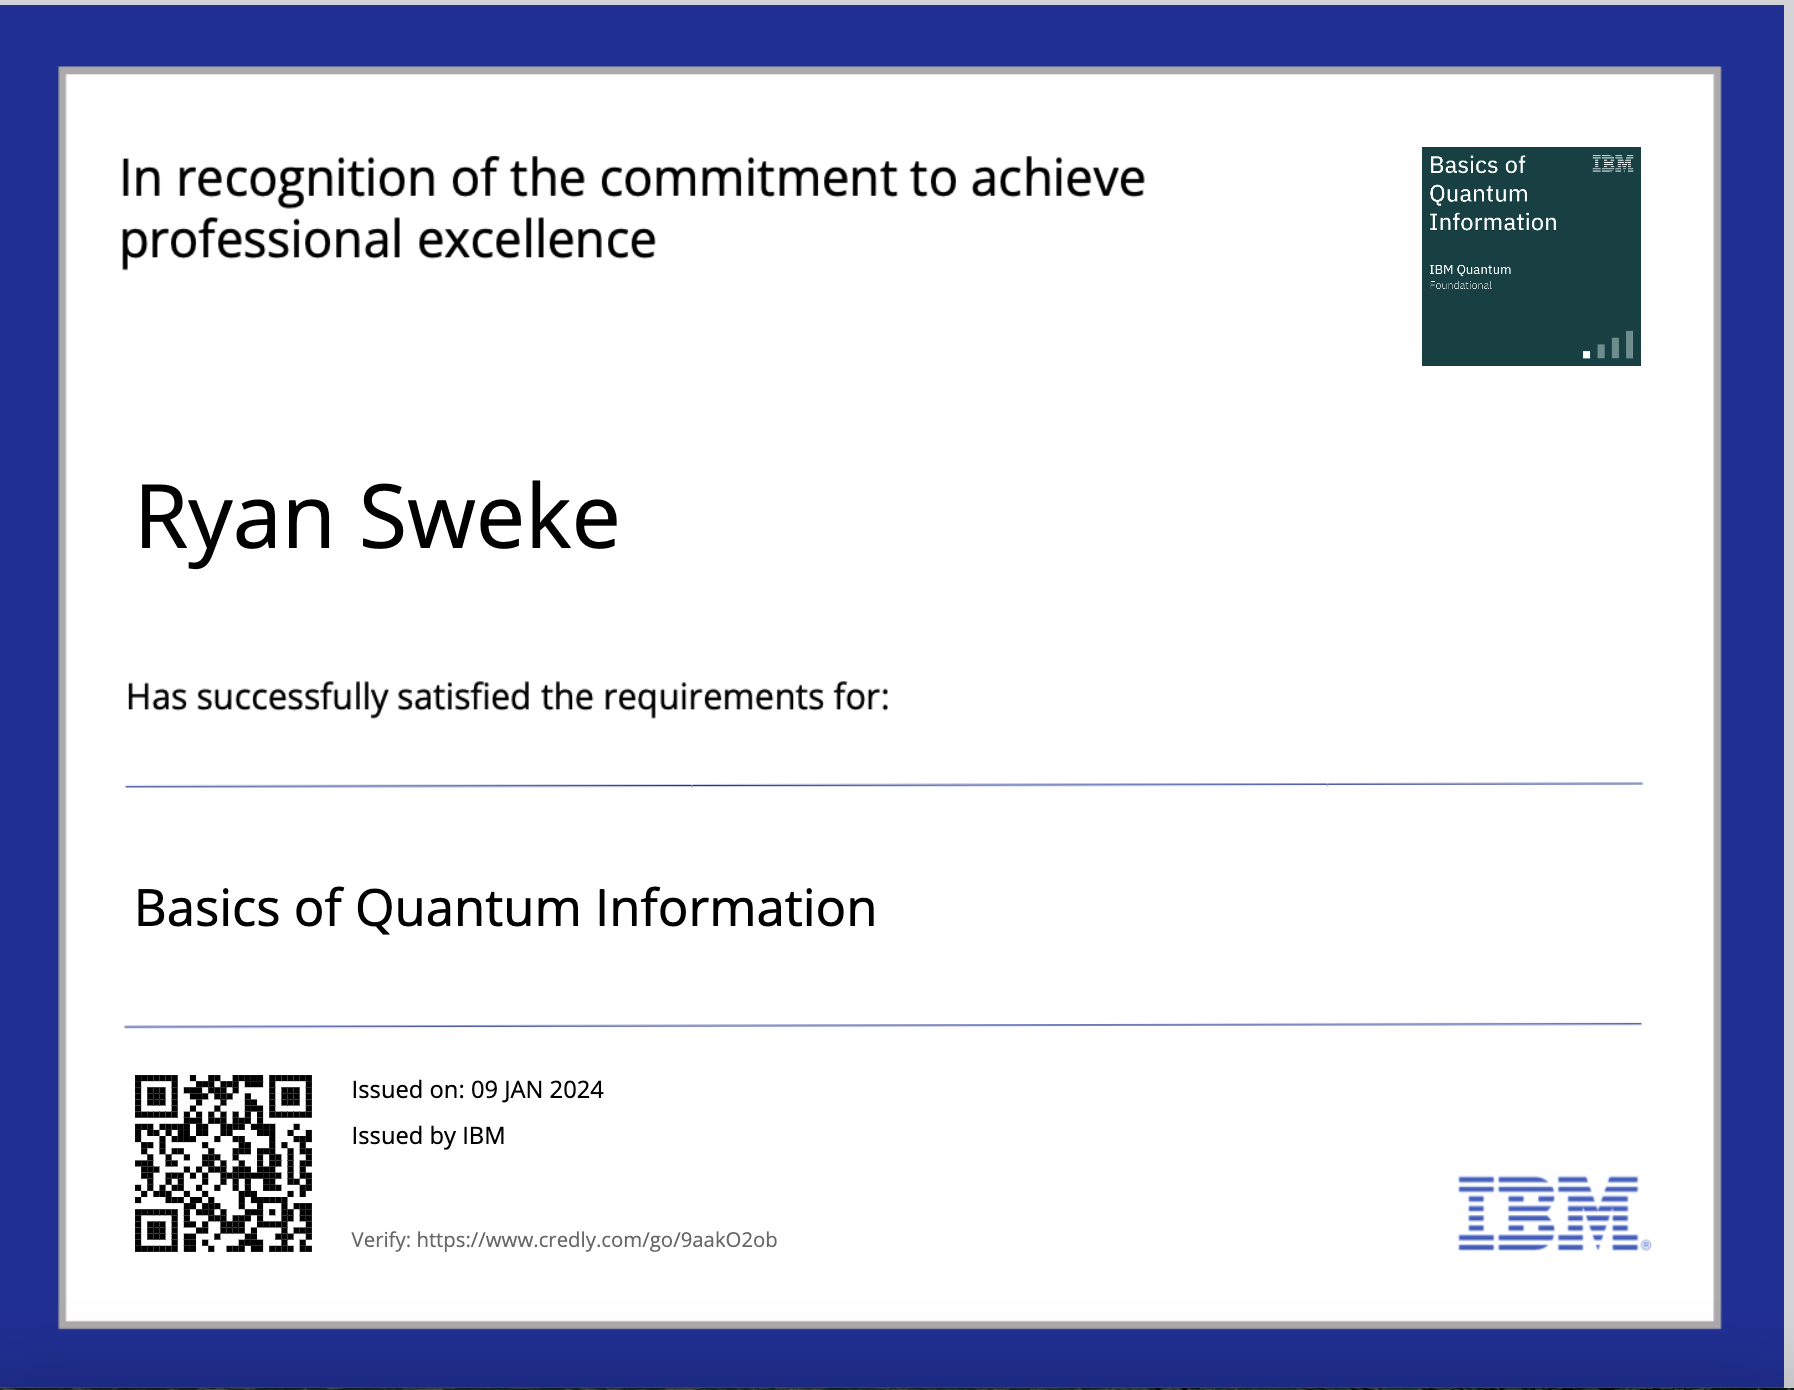 In recognition of the commitment to achieve
professional excellence
Basics of
Quantum
Information
IBM
IBM Quantum
Foundational
Ryan Sweke
Has successfully satisfied the requirements for:
Basics of Quantum Information
Issued on: 09 JAN 2024
Issued by IBM
Verify: https://www.credly.com/go/9aakO2ob
IBM®